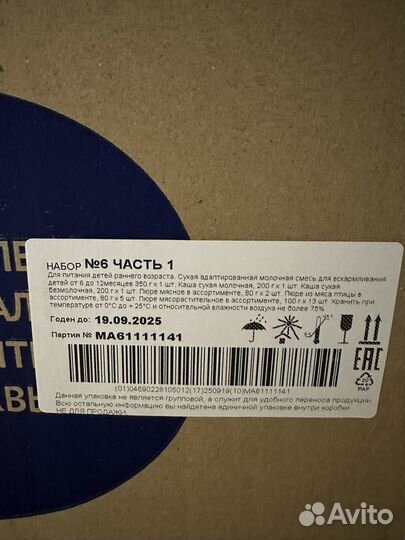 НАБОР №6 ЧАСТЬ 1
Для питания детей раннего возраста. Сухая адаптированная молочная смесь для вскармливания
детей от 6 до 12месяцев 350 г х 1 шт. Каша сухая молочная, 200 г х 1 шт. Каша сухая
безмолочная, 200 г х 1 шт. Пюре мясное в ассортименте, 80 г х 2 шт. Пюре из мяса птицы в
ассортименте, 80 г х 5 шт. Пюре мясорастительное в ассортименте, 100 г х 13 шт. Хранить при
температуре от 0°С до + 25°С и относительной влажности воздуха не более 75%
Годен до: 19.09.2025
Партия № MA61111141
EAC
PAP
(01)04690228105012(17)250919(10)MA61111141
Данная упаковка не является групповой, а служит для удобного переноса продукции
Всю остальную информацию вы найдетена единичной упаковке внутри коробки
НЕ ДЛЯ ПРОДАЖИ
Avito